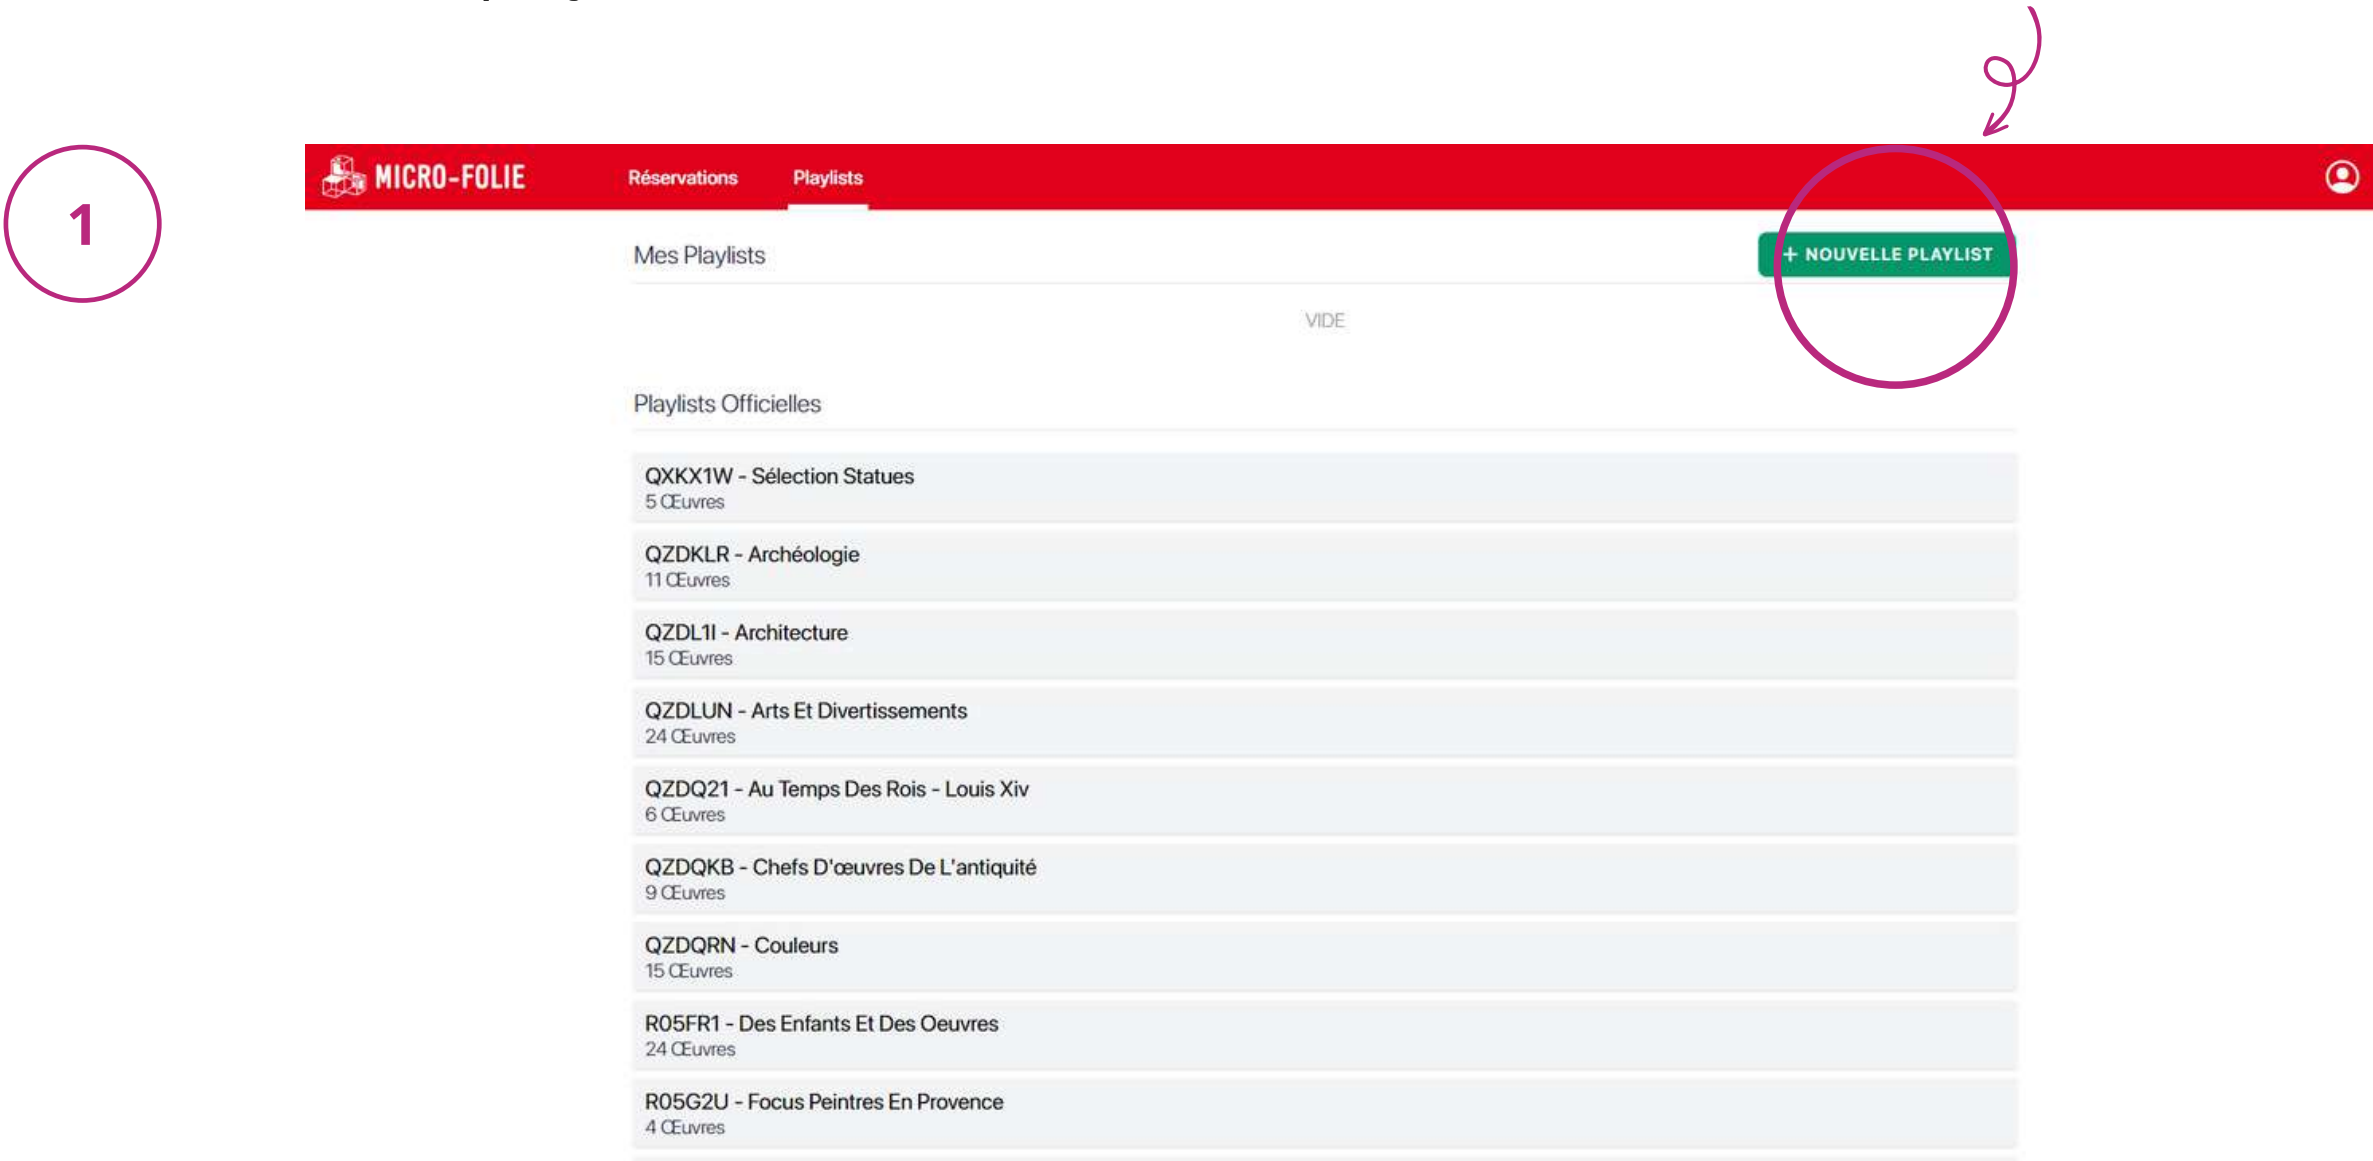 1
MICRO-FOLIE
Réservations
Playlists
Mes Playlists
+ NOUVELLE PLAYLIST
VIDE
Playlists Officielles
QXKX1W - Sélection Statues
5 Œuvres
QZDKLR - Archéologie
11 Œuvres
QZDL1I - Architecture
15 Œuvres
QZDLUN - Arts Et Divertissements
24 Œuvres
QZDQ21 - Au Temps Des Rois - Louis Xiv
6 Œuvres
QZDQKB - Chefs D'œuvres De L'antiquité
9 Œuvres
QZDQRN - Couleurs
15 Œuvres
R05FR1 - Des Enfants Et Des Oeuvres
24 Œuvres
R05G2U - Focus Peintres En Provence
4 Œuvres